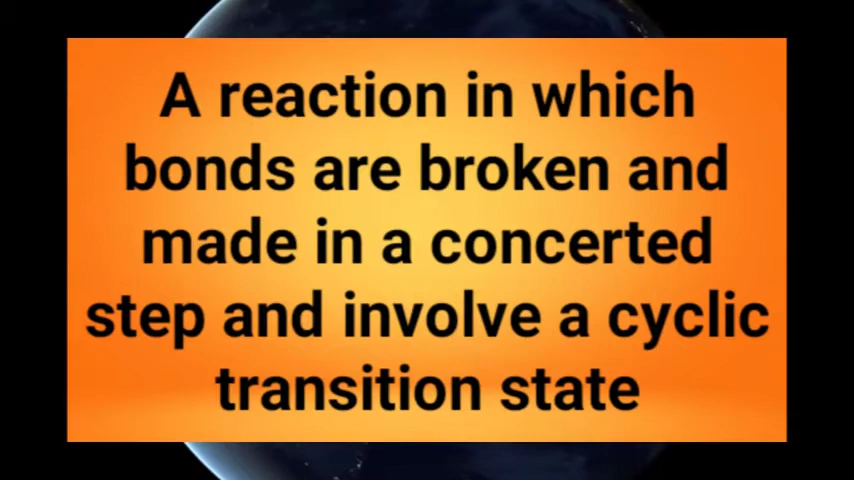 A reaction in which
bonds are broken and
made in a concerted
step and involve a cyclic
transition state